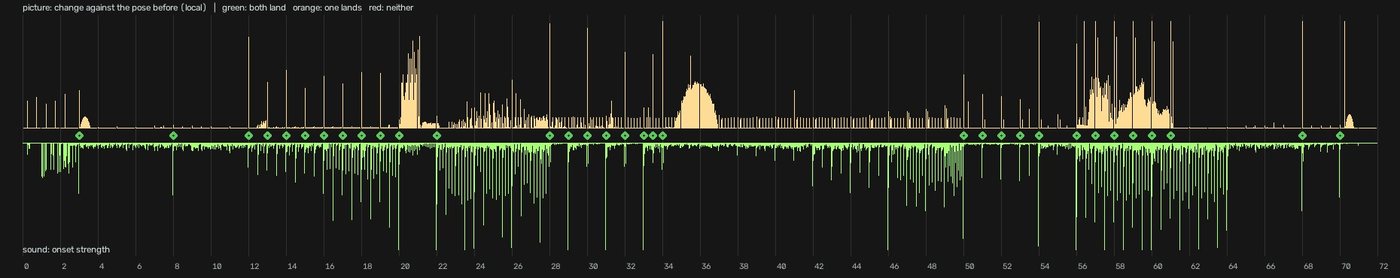 picture: change against the pose before (local) | green: both land orange: one lands red: neither
sound: onset strength
0 2 4 6 8 10 12 14 16 18 20 22 24 26 28 30 32 34 36 38 40 42 44 46 48 50 52 54 56 58 60 62 64 66 68 70 72